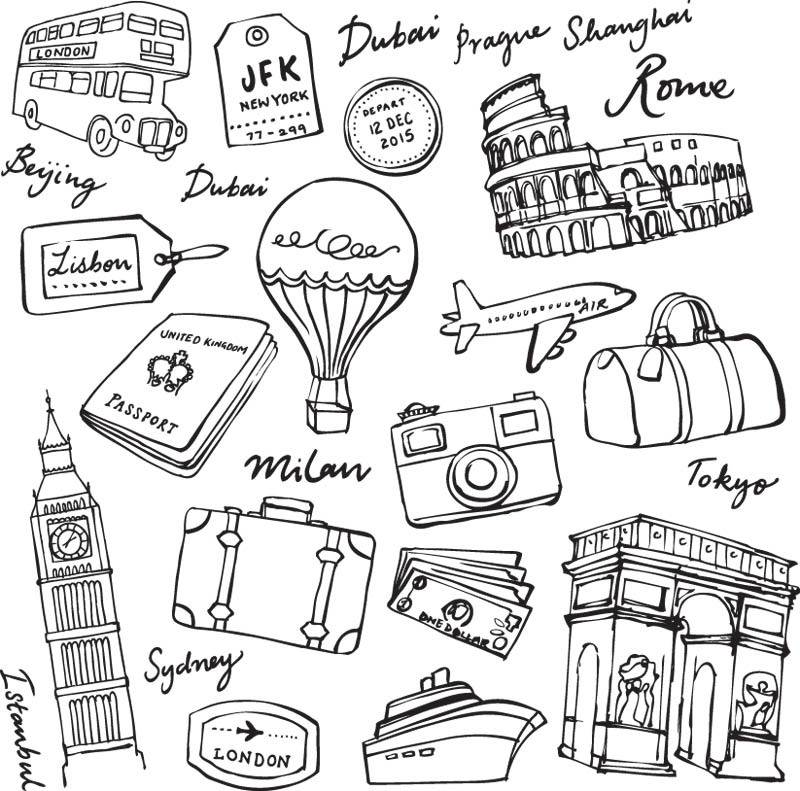 LONDON
JFK
NEW YORK
77 - 299
Dubai
Prague
Shanghai
DEPART
12 DEC
2015
Rome
Beijing
Dubai
Lisbon
AIR
UNITED KINGDOM
PASSPORT
Milan
Tokyo
ONE DOLLAR
Sydney
Istanbul
LONDON